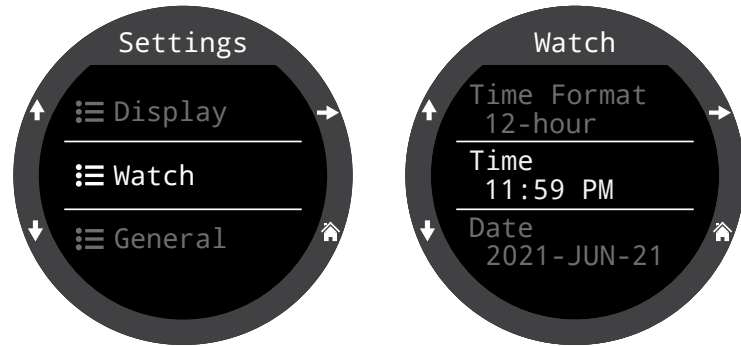 Settings
Display
Watch
General
Watch
Time Format
12-hour
Time
11:59 PM
Date
2021-JUN-21